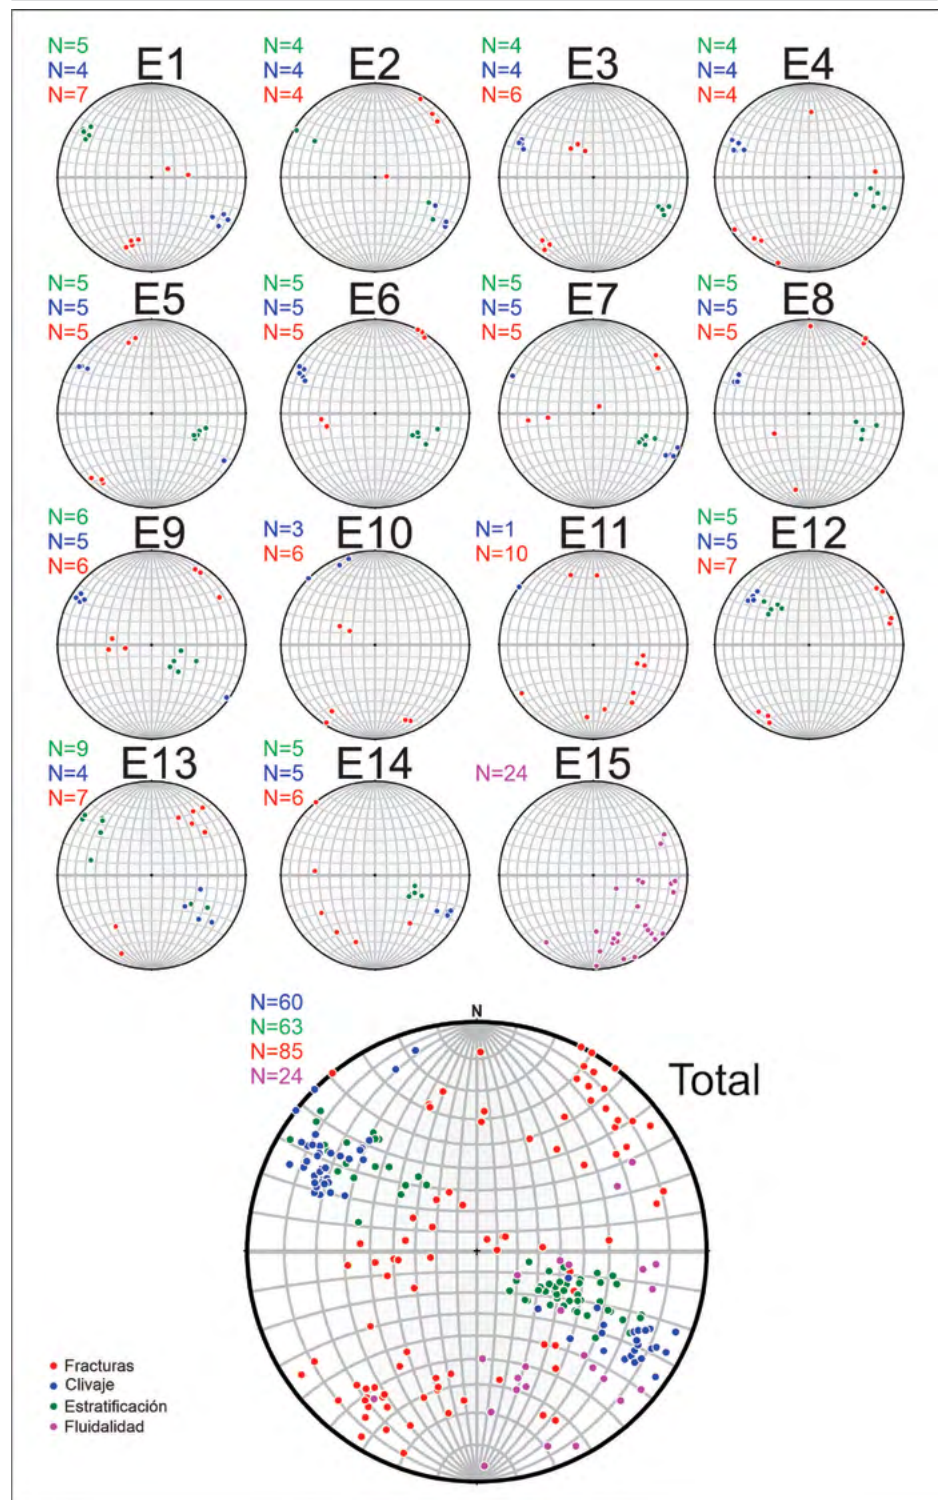 N=5
N=4
N=7
E1
N=4
N=4
N=4
E2
N=4
N=4
N=6
E3
N=4
N=4
N=4
E4
N=5
N=5
N=5
E5
N=5
N=5
N=5
E6
N=5
N=5
N=5
E7
N=5
N=5
N=5
E8
N=6
N=5
N=6
E9
N=3
N=6
E10
N=1
N=10
E11
N=5
N=5
N=7
E12
N=9
N=4
N=7
E13
N=5
N=5
N=6
E14
N=24
E15
N=60
N=63
N=85
N=24
N
Total
Fracturas
Clivaje
Estratificación
Fluidalidad